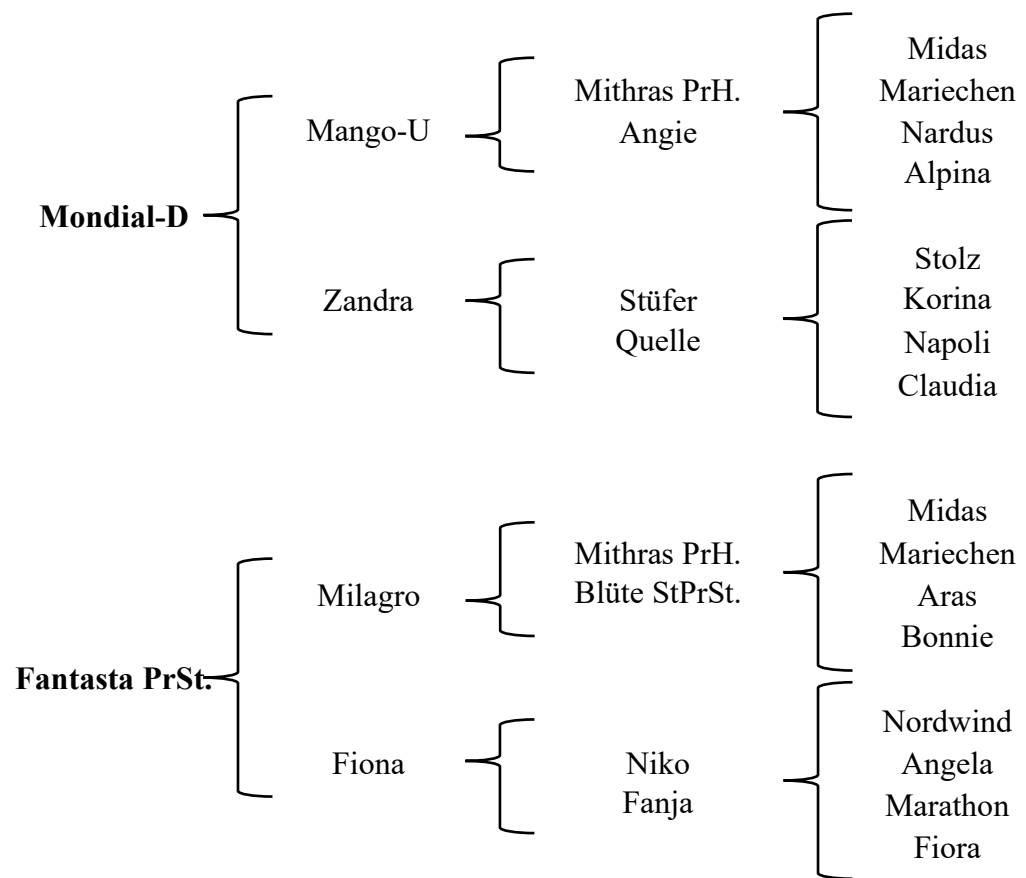 Mondial-D
Mango-U
Mithras PrH.
Angie
Midas
Mariechen
Nardus
Alpina
Zandra
Stüfer
Quelle
Stolz
Korina
Napoli
Claudia
Fantasta PrSt.
Milagro
Mithras PrH.
Blüte StPrSt.
Midas
Mariechen
Aras
Bonnie
Fiona
Niko
Fanja
Nordwind
Angela
Marathon
Fiora